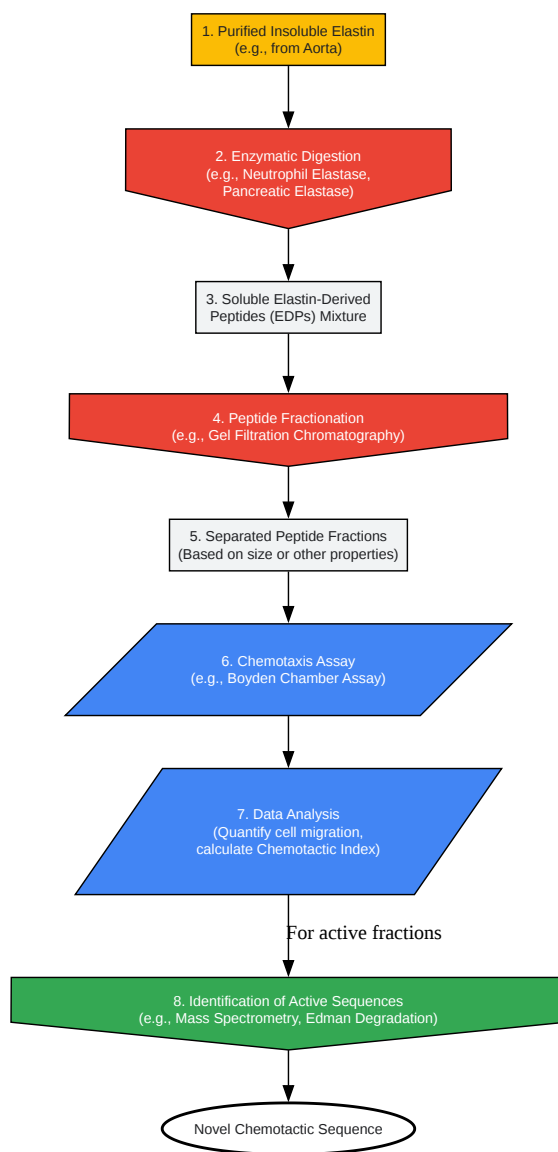 1. Purified Insoluble Elastin
(e.g., from Aorta)
2. Enzymatic Digestion
(e.g., Neutrophil Elastase,
Pancreatic Elastase)
3. Soluble Elastin-Derived
Peptides (EDPs) Mixture
4. Peptide Fractionation
(e.g., Gel Filtration Chromatography)
5. Separated Peptide Fractions
(Based on size or other properties)
6. Chemotaxis Assay
(e.g., Boyden Chamber Assay)
7. Data Analysis
(Quantify cell migration,
calculate Chemotactic Index)
For active fractions
8. Identification of Active Sequences
(e.g., Mass Spectrometry, Edman Degradation)
Novel Chemotactic Sequence